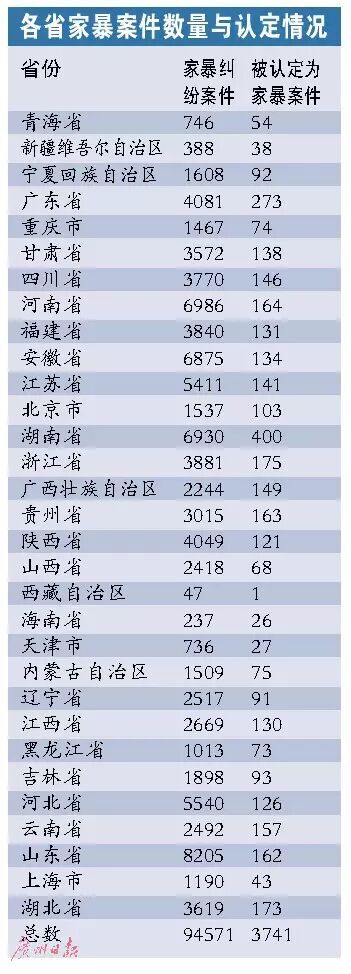 各省家暴案件数量与认定情况
省份 家暴纠纷案件 被认定为家暴案件
青海省 746 54
新疆维吾尔自治区 388 38
宁夏回族自治区 1608 92
广东省 4081 273
重庆市 1467 74
甘肃省 3572 138
四川省 3770 146
河南省 6986 164
福建省 3840 131
安徽省 6875 134
江苏省 5411 141
北京市 1537 103
湖南省 6930 400
浙江省 3881 175
广西壮族自治区 2244 149
贵州省 3015 163
陕西省 4049 121
山西省 2418 68
西藏自治区 47 1
海南省 237 26
天津市 736 27
内蒙古自治区 1509 75
辽宁省 2517 91
江西省 2669 130
黑龙江省 1013 73
吉林省 1898 93
河北省 5540 126
云南省 2492 157
山东省 8205 162
上海市 1190 43
湖北省 3619 173
总数 94571 3741
广州日报